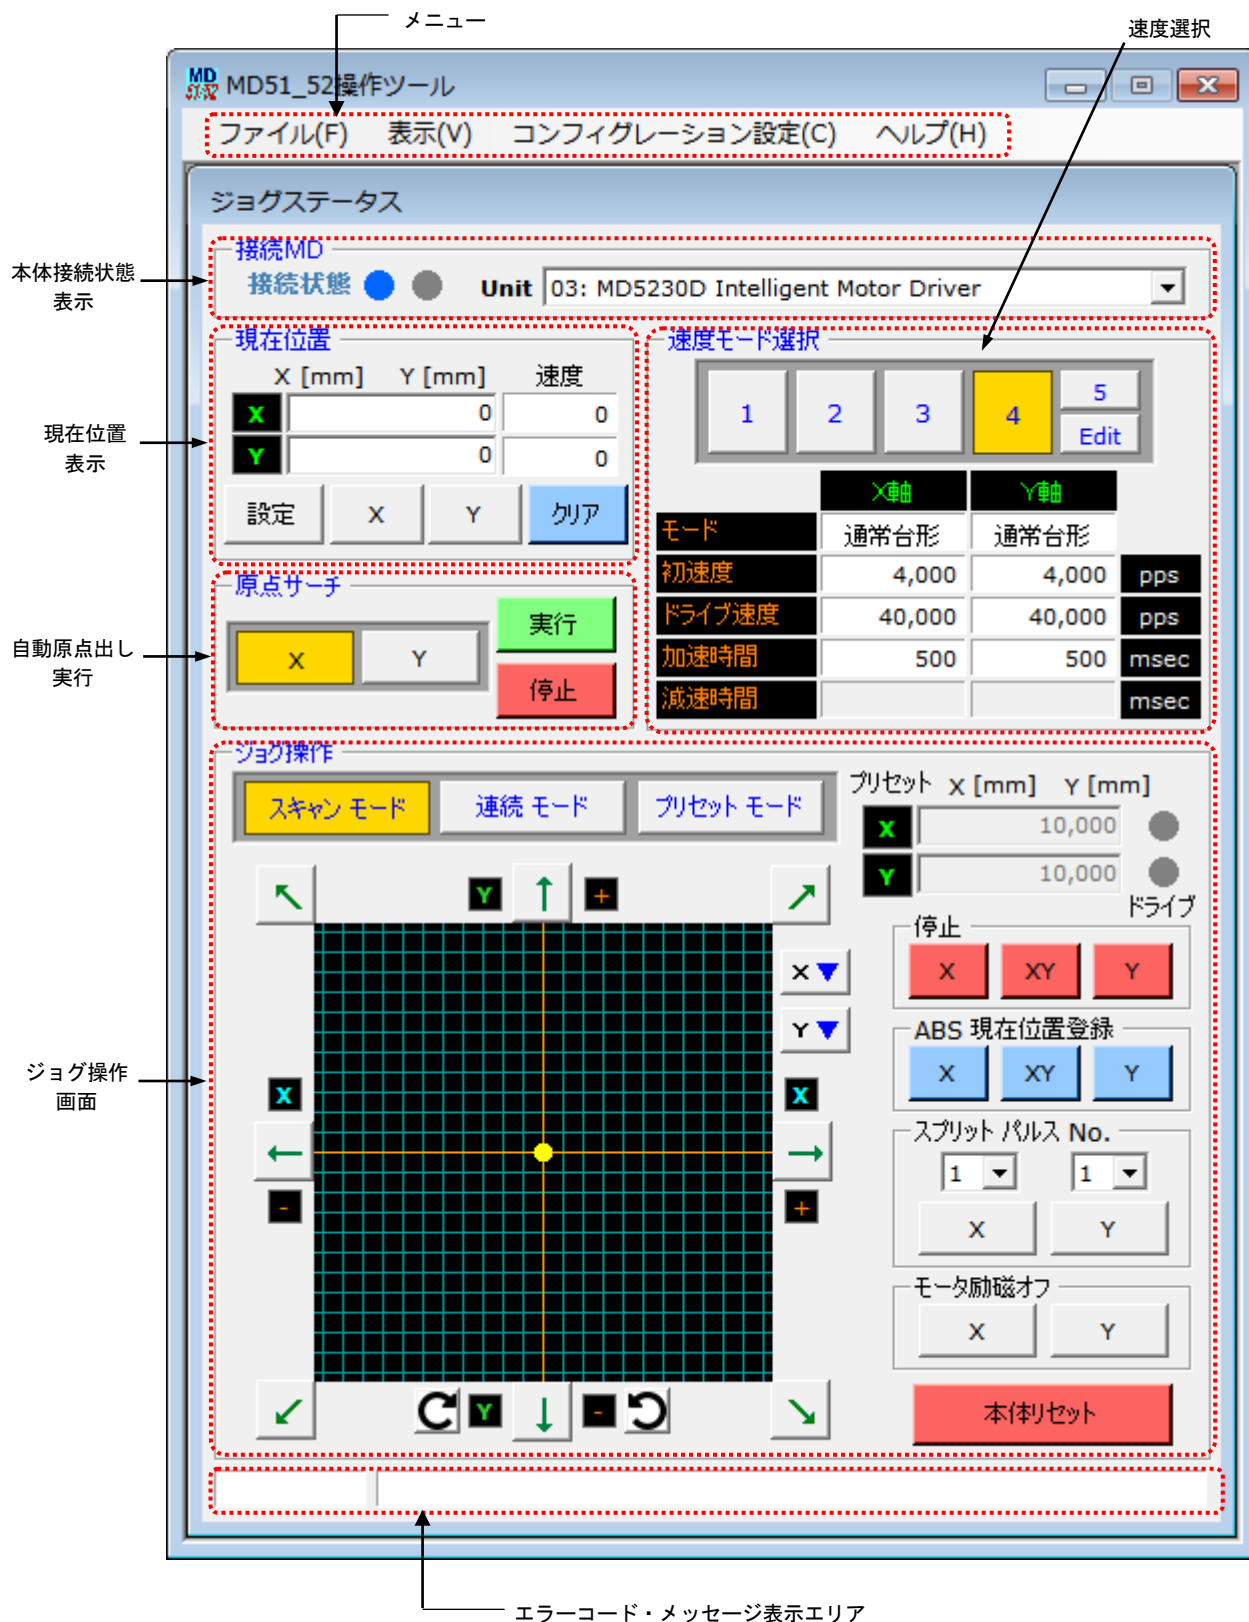 メニュー
速度選択
MD
51/52
MD51_52操作ツール
ファイル(F) 表示(V) コンフィグレーション設定(C) ヘルプ(H)
ジョグステータス
本体接続状態
表示
接続MD
接続状態 Unit 03: MD5230D Intelligent Motor Driver
現在位置
表示
現在位置
X [mm] Y [mm] 速度
X 0 0
Y 0 0
設定 X Y クリア
速度モード選択
1 2 3 4 5
Edit
X軸 Y軸
モード 通常台形 通常台形
初速度 4,000 4,000 pps
ドライブ速度 40,000 40,000 pps
加速時間 500 500 msec
減速時間 msec
自動原点出し
実行
原点サーチ
X Y 実行
停止
ジョグ操作
画面
ジョグ操作
スキャン モード 連続 モード プリセット モード
プリセット X [mm] Y [mm]
X 10,000
Y 10,000
ドライブ
Y ↑ +
X ▼
Y ▼
X X
← →
- +
Y ↓ -
停止
X XY Y
ABS 現在位置登録
X XY Y
スプリット パルス No.
1 1
X Y
モータ励磁オフ
X Y
本体リセット
エラーコード・メッセージ表示エリア